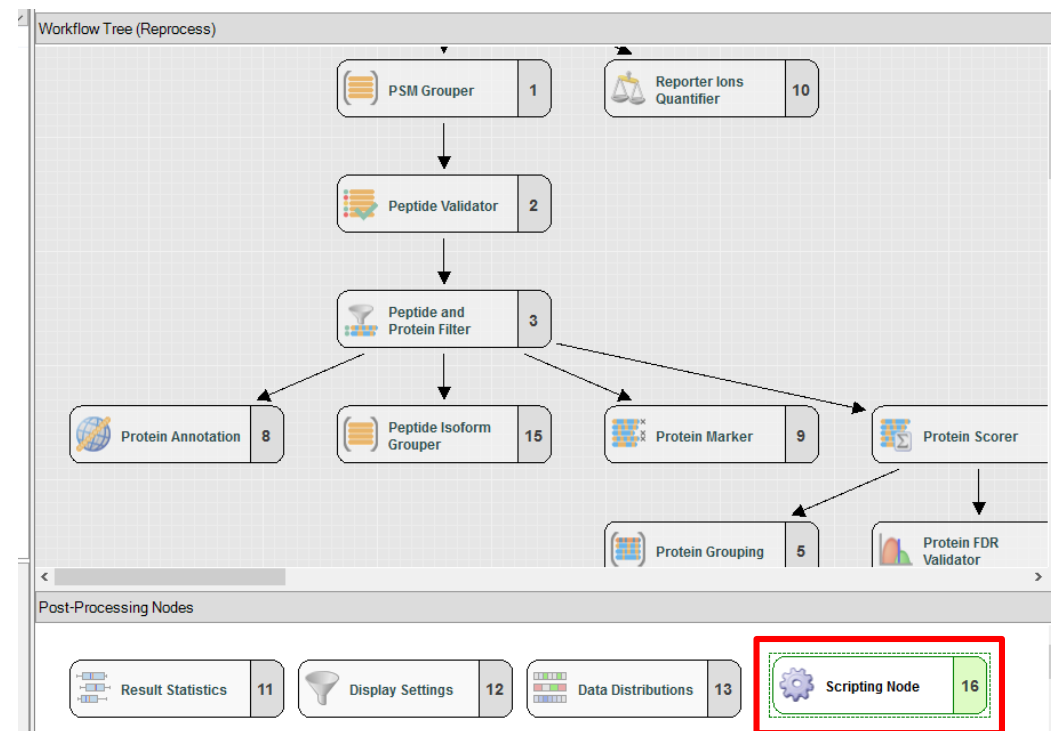 Workflow Tree (Reprocess)
PSM Grouper 1
Reporter Ions
Quantifier 10
Peptide Validator 2
Peptide and
Protein Filter 3
Protein Annotation 8
Peptide Isoform
Grouper 15
Protein Marker 9
Protein Scorer
Protein Grouping 5
Protein FDR
Validator
Post-Processing Nodes
Result Statistics 11
Display Settings 12
Data Distributions 13
Scripting Node 16